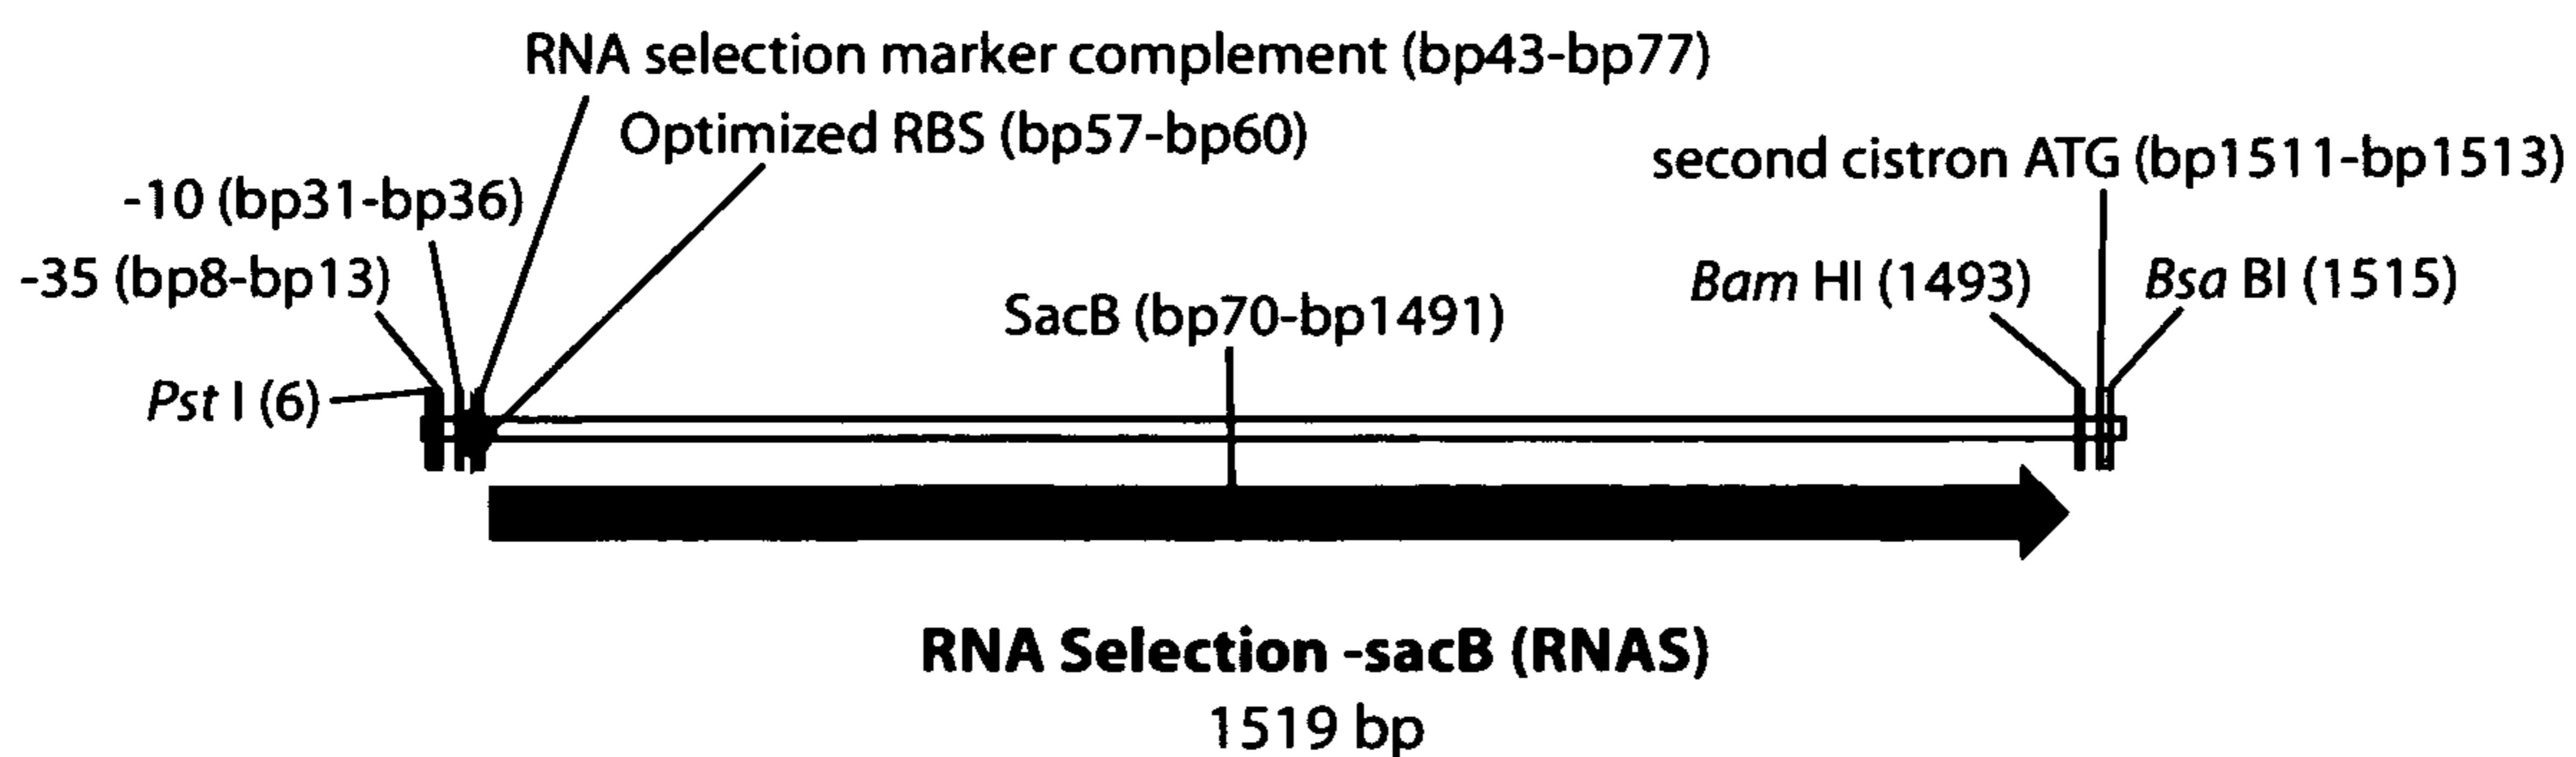 RNA selection marker complement (bp43-bp77)
Optimized RBS (bp57-bp60)
second cistron ATG (bp1511-bp1513)
-10 (bp31-bp36)
-35 (bp8-bp13)
Bam HI (1493)
Bsa BI (1515)
SacB (bp70-bp1491)
Pst I (6)
RNA Selection -sacB (RNAS)
1519 bp